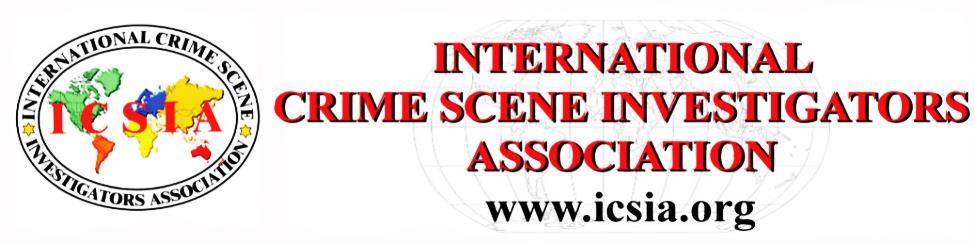 INTERNATIONAL CRIME SCENE
ICSIA
INVESTIGATORS ASSOCIATION
INTERNATIONAL
CRIME SCENE INVESTIGATORS
ASSOCIATION
www.icsia.org